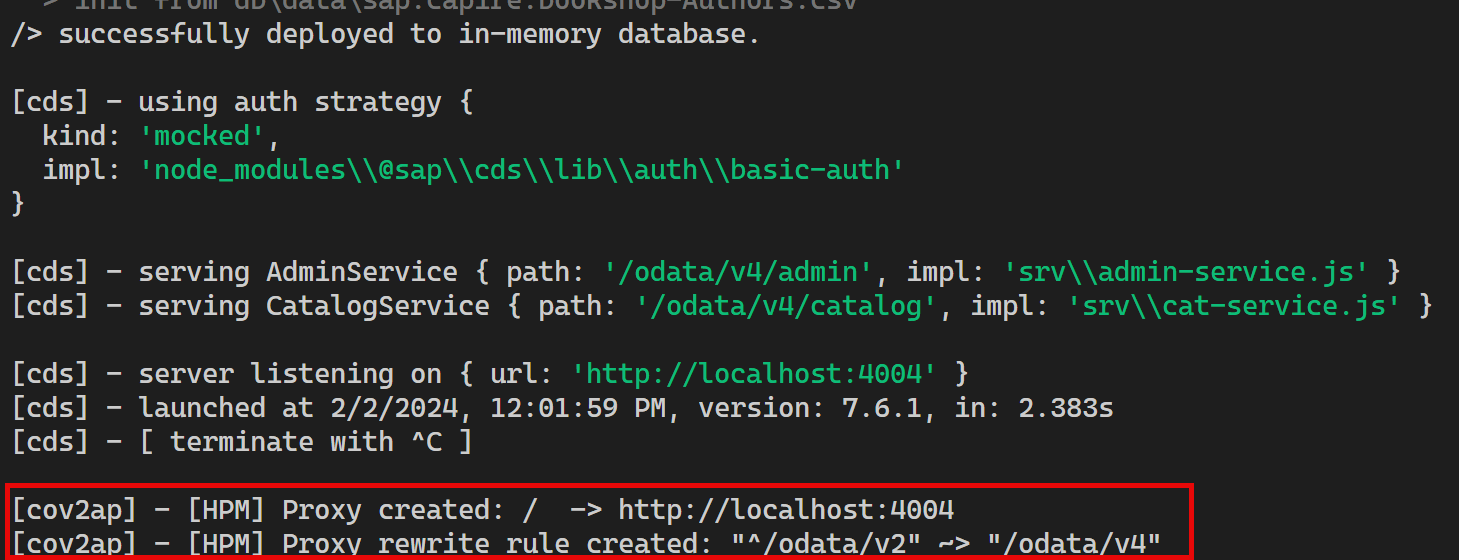 > init from db\data\sap.capire.bookshop-Authors.csv
/> successfully deployed to in-memory database.
[cds] - using auth strategy {
kind: 'mocked',
impl: 'node_modules\\@sap\\cds\\lib\\auth\\basic-auth'
}
[cds] - serving AdminService { path: '/odata/v4/admin', impl: 'srv\\admin-service.js' }
[cds] - serving CatalogService { path: '/odata/v4/catalog', impl: 'srv\\cat-service.js' }
[cds] - server listening on { url: 'http://localhost:4004' }
[cds] - launched at 2/2/2024, 12:01:59 PM, version: 7.6.1, in: 2.383s
[cds] - [ terminate with ^C ]
[cov2ap] - [HPM] Proxy created: /  -> http://localhost:4004
[cov2ap] - [HPM] Proxy rewrite rule created: "^/odata/v2" ~> "/odata/v4"